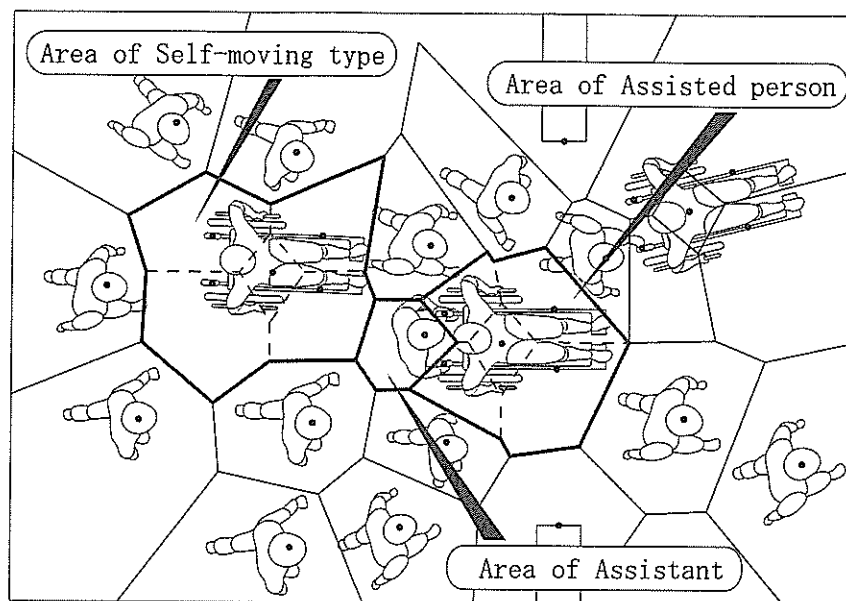 Area of Self-moving type
Area of Assisted person
Area of Assistant